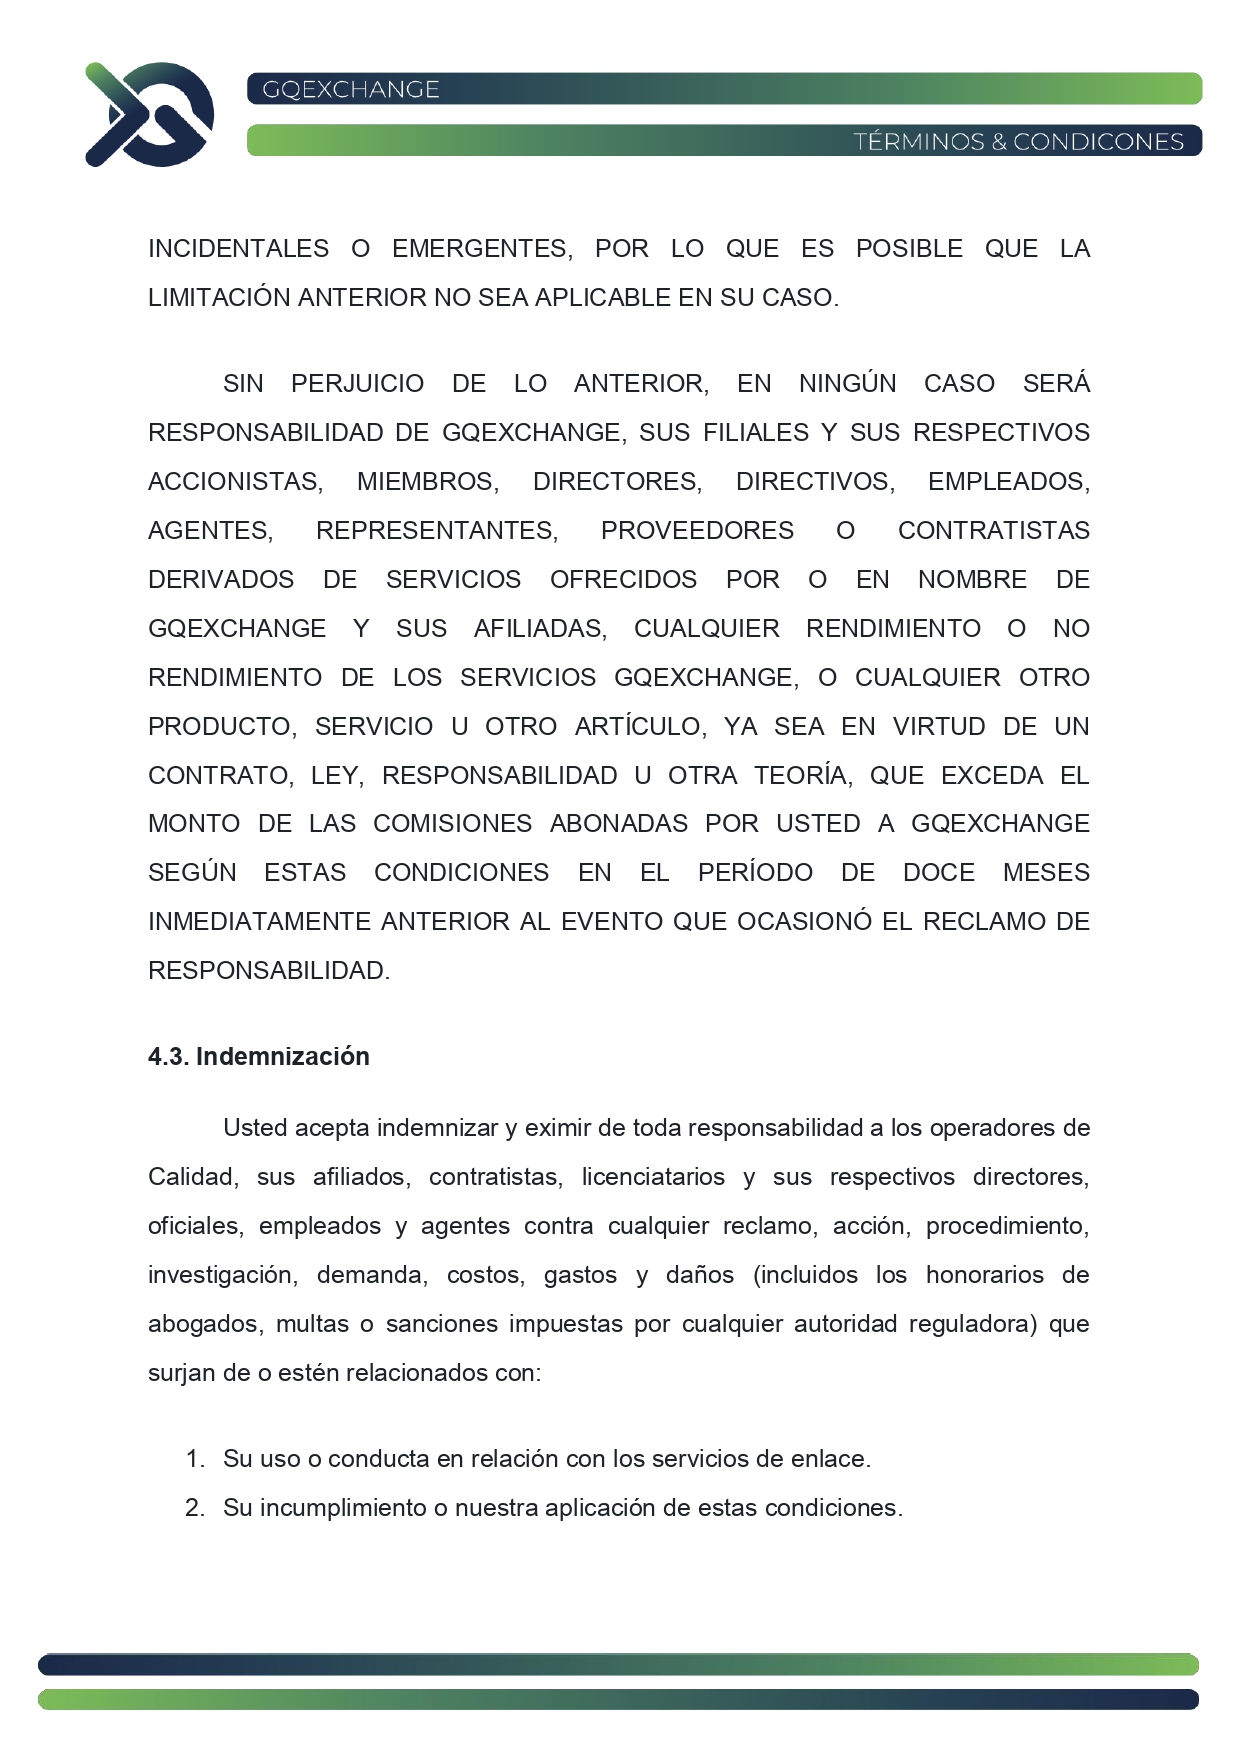 GQEXCHANGE
TÉRMINOS & CONDICONES
INCIDENTALES O EMERGENTES, POR LO QUE ES POSIBLE QUE LA
LIMITACIÓN ANTERIOR NO SEA APLICABLE EN SU CASO.
SIN PERJUICIO DE LO ANTERIOR, EN NINGÚN CASO SERÁ
RESPONSABILIDAD DE GQEXCHANGE, SUS FILIALES Y SUS RESPECTIVOS
ACCIONISTAS, MIEMBROS, DIRECTORES, DIRECTIVOS, EMPLEADOS,
AGENTES, REPRESENTANTES, PROVEEDORES O CONTRATISTAS
DERIVADOS DE SERVICIOS OFRECIDOS POR O EN NOMBRE DE
GQEXCHANGE Y SUS AFILIADAS, CUALQUIER RENDIMIENTO O NO
RENDIMIENTO DE LOS SERVICIOS GQEXCHANGE, O CUALQUIER OTRO
PRODUCTO, SERVICIO U OTRO ARTÍCULO, YA SEA EN VIRTUD DE UN
CONTRATO, LEY, RESPONSABILIDAD U OTRA TEORÍA, QUE EXCEDA EL
MONTO DE LAS COMISIONES ABONADAS POR USTED A GQEXCHANGE
SEGÚN ESTAS CONDICIONES EN EL PERÍODO DE DOCE MESES
INMEDIATAMENTE ANTERIOR AL EVENTO QUE OCASIONÓ EL RECLAMO DE
RESPONSABILIDAD.
4.3. Indemnización
Usted acepta indemnizar y eximir de toda responsabilidad a los operadores de
Calidad, sus afiliados, contratistas, licenciatarios y sus respectivos directores,
oficiales, empleados y agentes contra cualquier reclamo, acción, procedimiento,
investigación, demanda, costos, gastos y daños (incluidos los honorarios de
abogados, multas o sanciones impuestas por cualquier autoridad reguladora) que
surjan de o estén relacionados con:
1. Su uso o conducta en relación con los servicios de enlace.
2. Su incumplimiento o nuestra aplicación de estas condiciones.